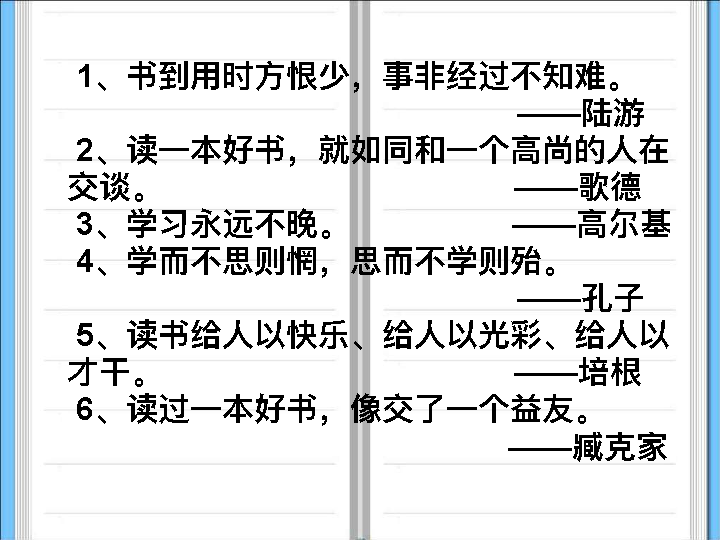 1、书到用时方恨少，事非经过不知难。
——陆游
2、读一本好书，就如同和一个高尚的人在
交谈。 ——歌德
3、学习永远不晚。 ——高尔基
4、学而不思则惘，思而不学则殆。
——孔子
5、读书给人以快乐、给人以光彩、给人以
才干。 ——培根
6、读过一本好书，像交了一个益友。
——臧克家